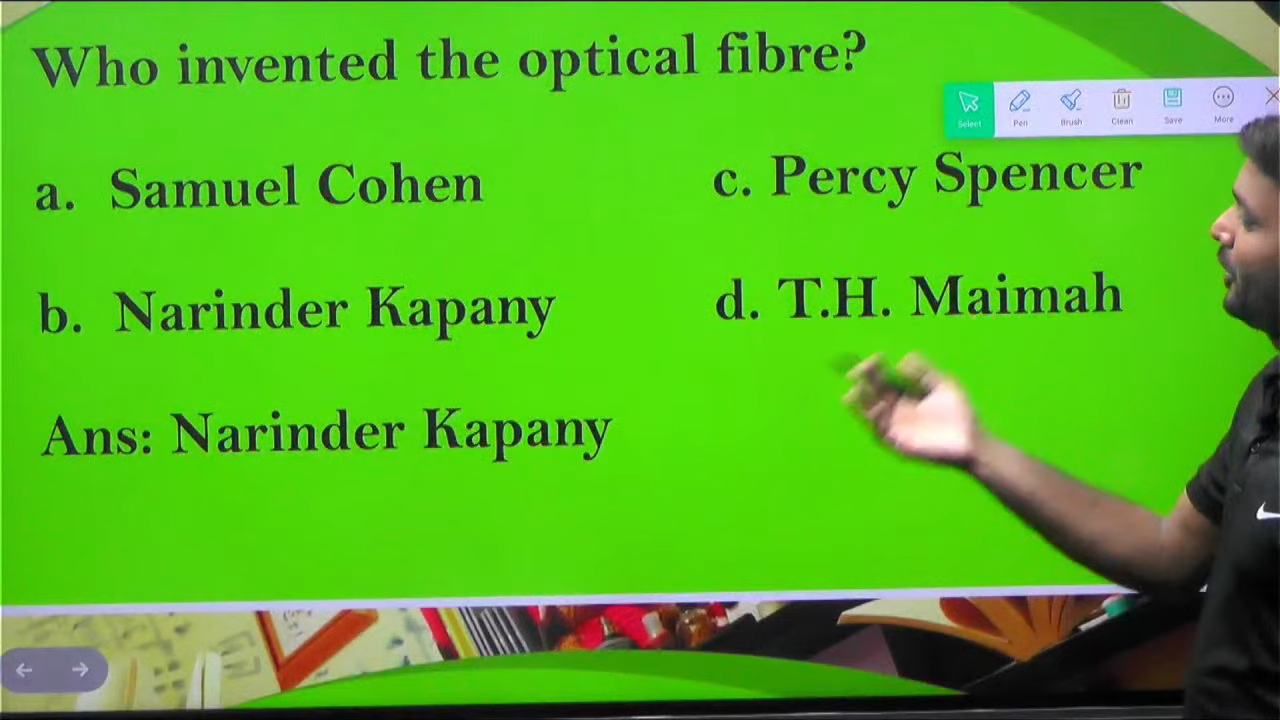 Who invented the optical fibre?
Select Pen Brush Clean Save More
a. Samuel Cohen
c. Percy Spencer
b. Narinder Kapany
d. T.H. Maimah
Ans: Narinder Kapany